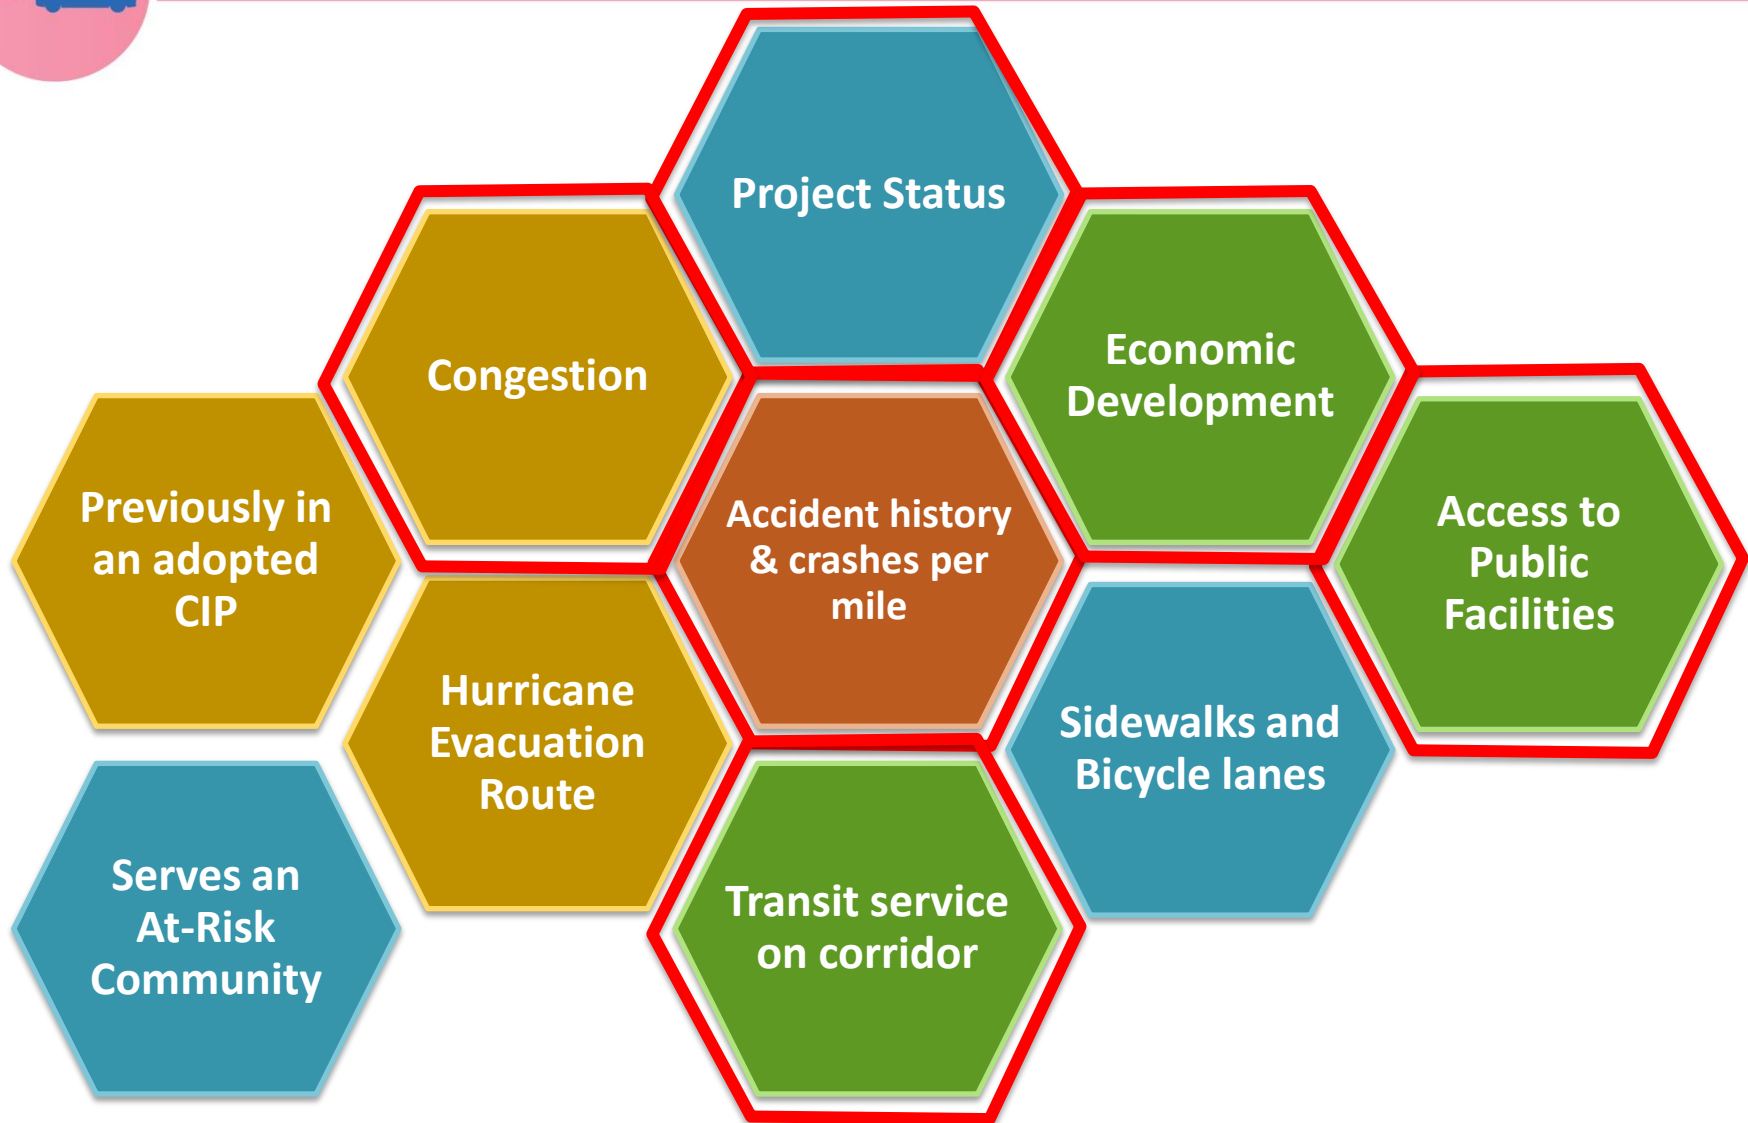 Project Status
Congestion
Economic
Development
Previously in
an adopted
CIP
Accident history
& crashes per
mile
Access to
Public
Facilities
Hurricane
Evacuation
Route
Sidewalks and
Bicycle lanes
Serves an
At-Risk
Community
Transit service
on corridor